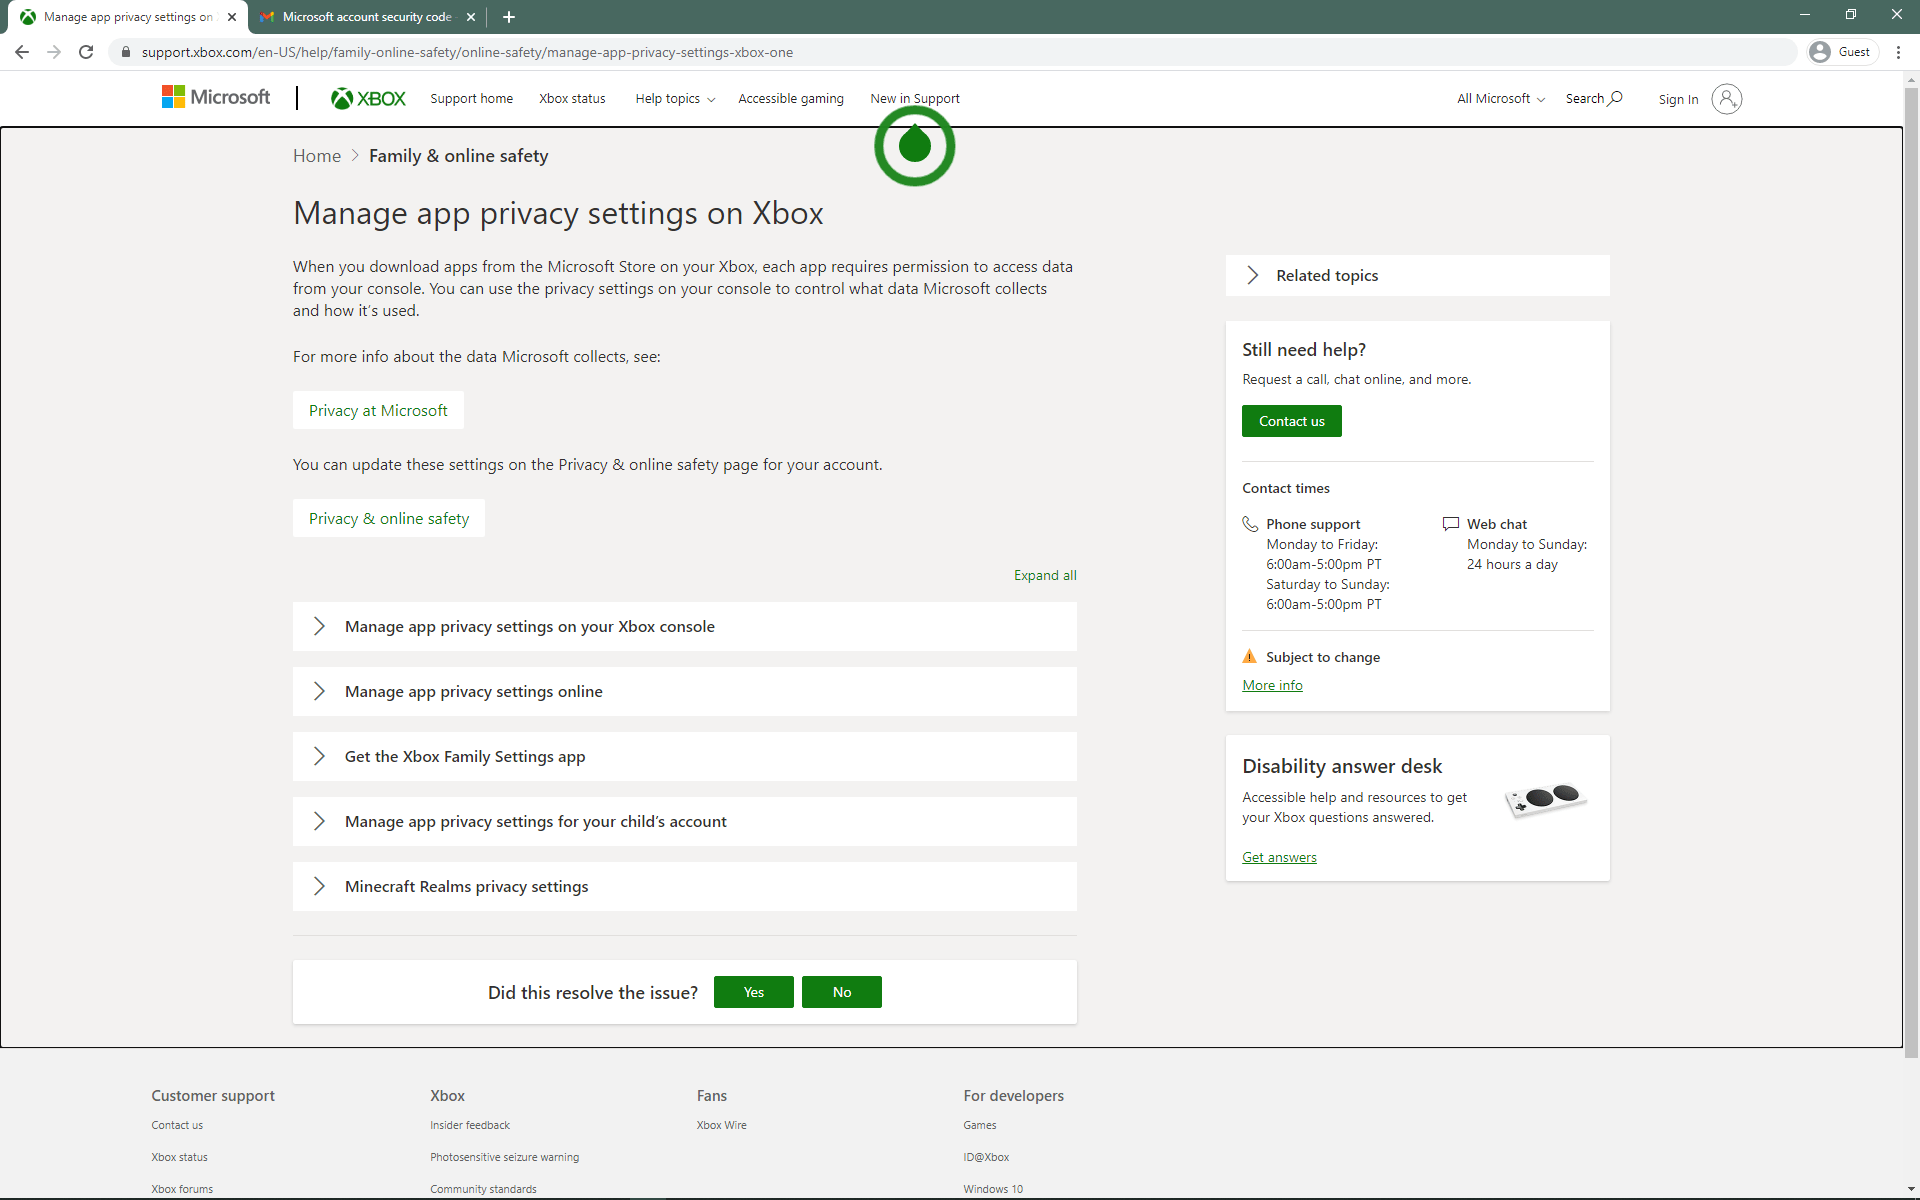 Manage app privacy settings on
Microsoft account security code
support.xbox.com/en-US/help/family-online-safety/online-safety/manage-app-privacy-settings-xbox-one
Guest
Microsoft
XBOX
Support home
Xbox status
Help topics
Accessible gaming
New in Support
All Microsoft
Search
Sign In
Home
Family & online safety
Manage app privacy settings on Xbox
When you download apps from the Microsoft Store on your Xbox, each app requires permission to access data
from your console. You can use the privacy settings on your console to control what data Microsoft collects
and how it's used.
For more info about the data Microsoft collects, see:
Privacy at Microsoft
You can update these settings on the Privacy & online safety page for your account.
Privacy & online safety
Expand all
Manage app privacy settings on your Xbox console
Manage app privacy settings online
Get the Xbox Family Settings app
Manage app privacy settings for your child's account
Minecraft Realms privacy settings
Did this resolve the issue?
Yes
No
Related topics
Still need help?
Request a call, chat online, and more.
Contact us
Contact times
Phone support
Monday to Friday:
6:00am-5:00pm PT
Saturday to Sunday:
6:00am-5:00pm PT
Web chat
Monday to Sunday:
24 hours a day
Subject to change
More info
Disability answer desk
Accessible help and resources to get
your Xbox questions answered.
Get answers
Customer support
Contact us
Xbox status
Xbox forums
Xbox
Insider feedback
Photosensitive seizure warning
Community standards
Fans
Xbox Wire
For developers
Games
ID@Xbox
Windows 10